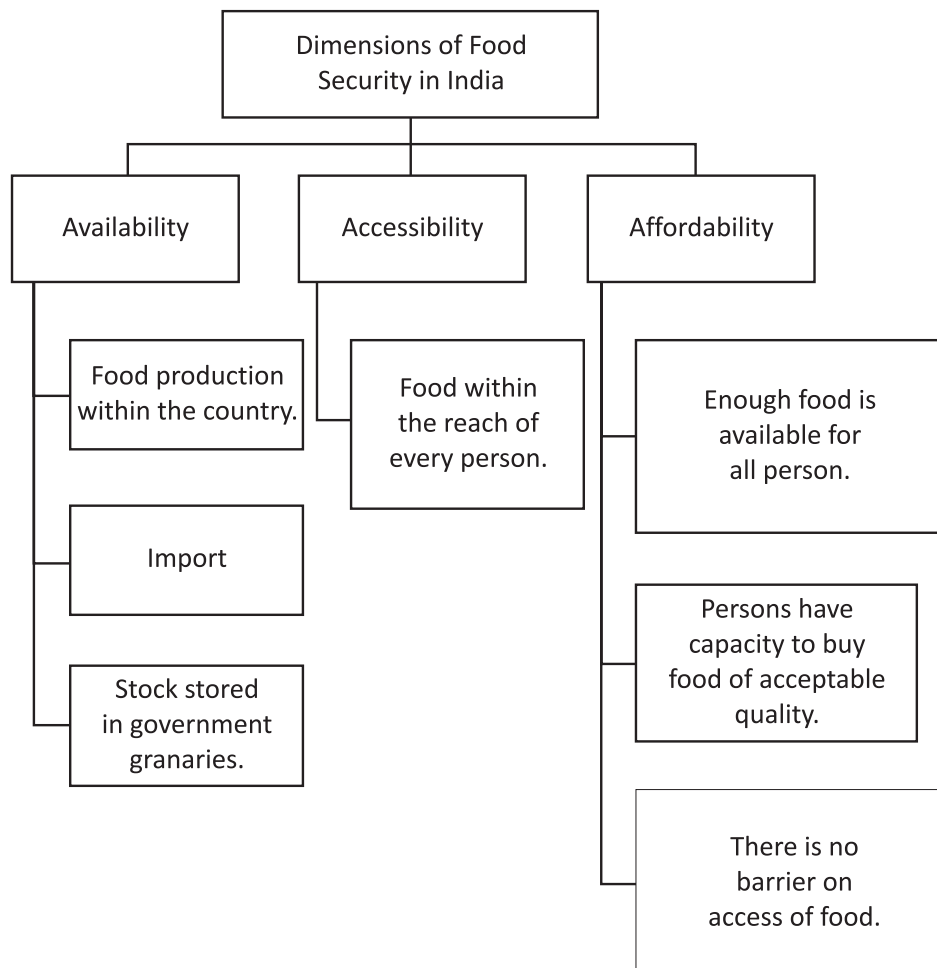 Dimensions of Food
Security in India
Availability
Accessibility
Affordability
Food production
within the country.
Import
Stock stored
in government
granaries.
Food within
the reach of
every person.
Enough food is
available for
all person.
Persons have
capacity to buy
food of acceptable
quality.
There is no
barrier on
access of food.